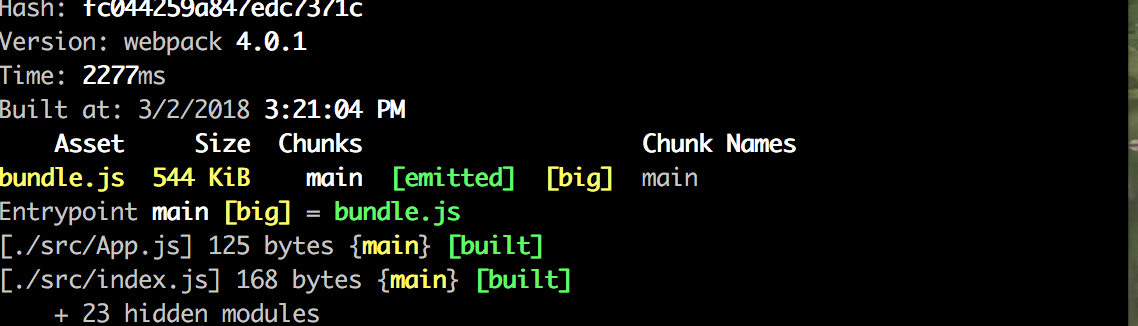 Hash: fc044259a847edc7371c
Version: webpack 4.0.1
Time: 2277ms
Built at: 3/2/2018 3:21:04 PM
Asset Size Chunks Chunk Names
bundle.js 544 KiB main [emitted] [big] main
Entrypoint main [big] = bundle.js
[./src/App.js] 125 bytes {main} [built]
[./src/index.js] 168 bytes {main} [built]
+ 23 hidden modules